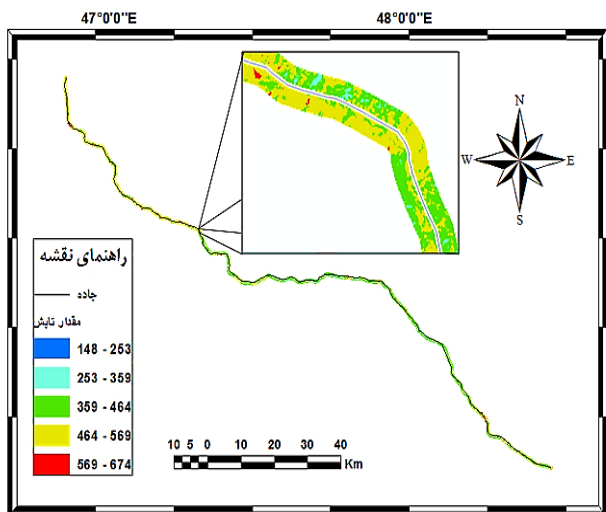 47°0'0"E 48°0'0"E
N
W E
S
راهنمای نقشه
جاده
مقدار تابش
148 - 253
253 - 359
359 - 464
464 - 569
569 - 674
10 5 0 10 20 30 40
Km